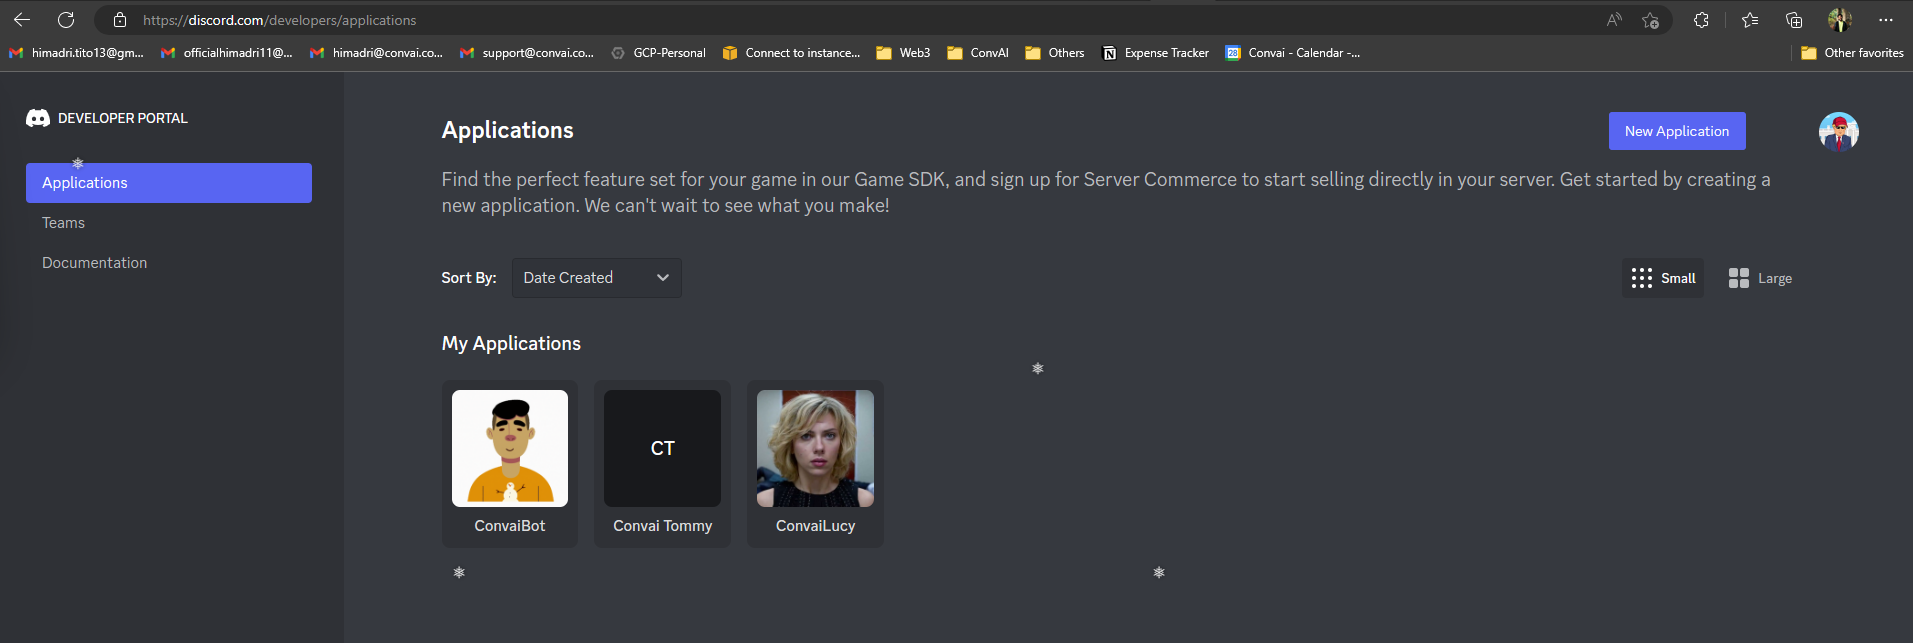 https://discord.com/developers/applications
himadri.tito13@gm...
officialhimadri11@...
himadri@convai.co...
support@convai.co...
GCP-Personal
Connect to instance...
Web3
ConvAI
Others
Expense Tracker
28
Convai - Calendar -...
Other favorites
DEVELOPER PORTAL
Applications
Teams
Documentation
Applications
New Application
Find the perfect feature set for your game in our Game SDK, and sign up for Server Commerce to start selling directly in your server. Get started by creating a
new application. We can't wait to see what you make!
Sort By:
Date Created
Small
Large
My Applications
CT
ConvaiBot
Convai Tommy
ConvaiLucy